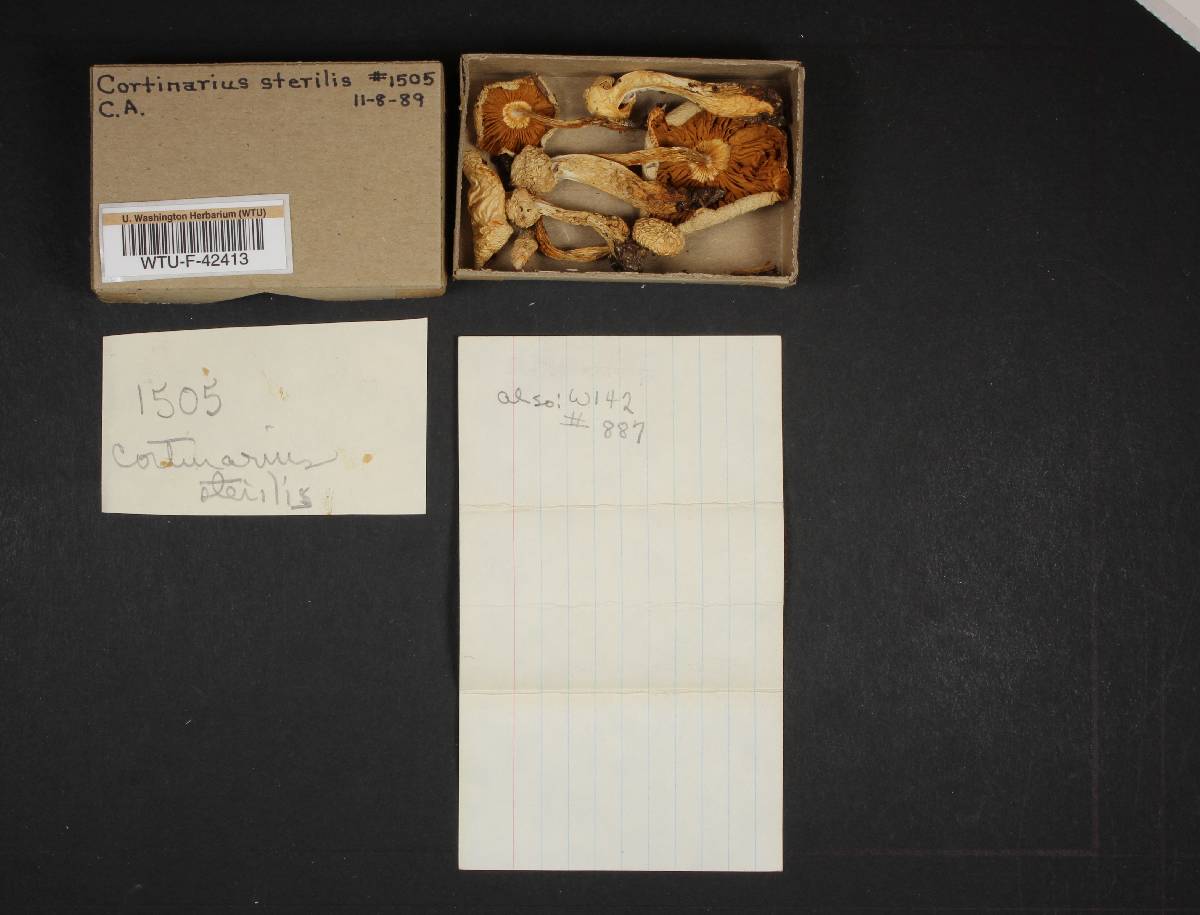 Cortinarius sterilis #1505
C.A. 11-8-89
U. Washington Herbarium (WTU)
WTU-F-42413
1505
Cortinarius
sterilis
also: W142
# 887